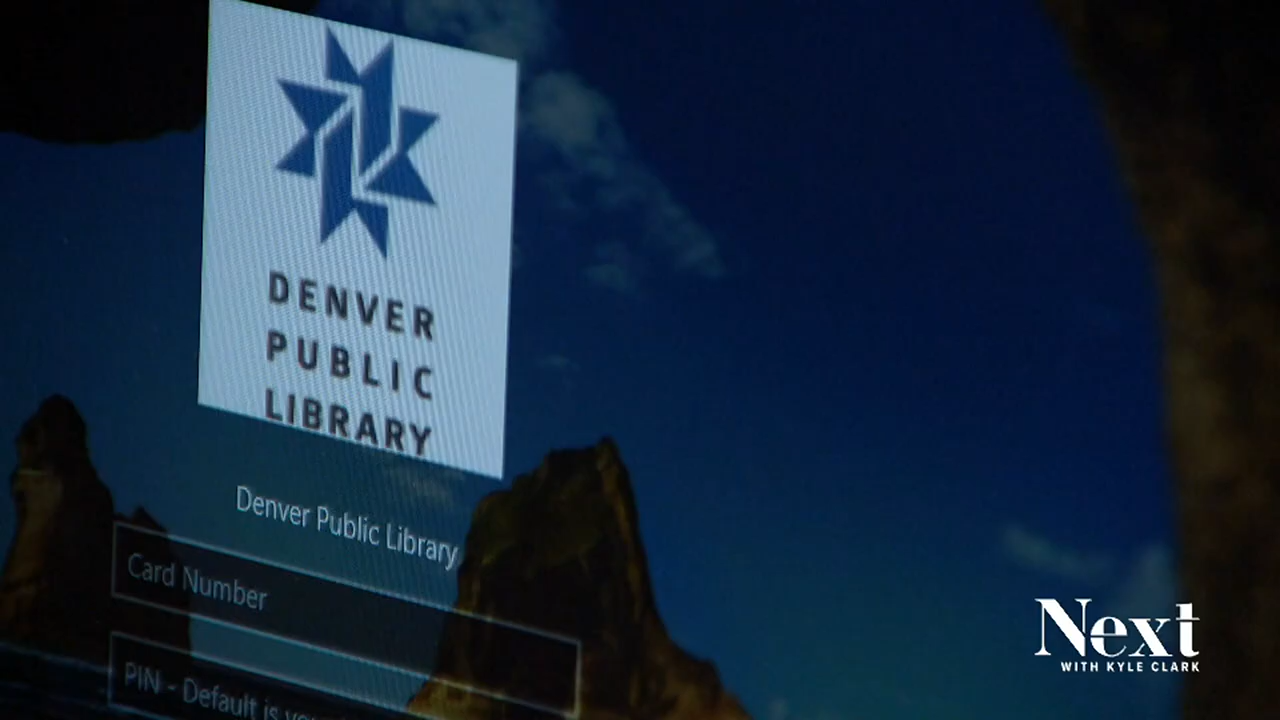 DENVER
PUBLIC
LIBRARY
Denver Public Library
Card Number
PIN - Default is
Next
WITH KYLE CLARK